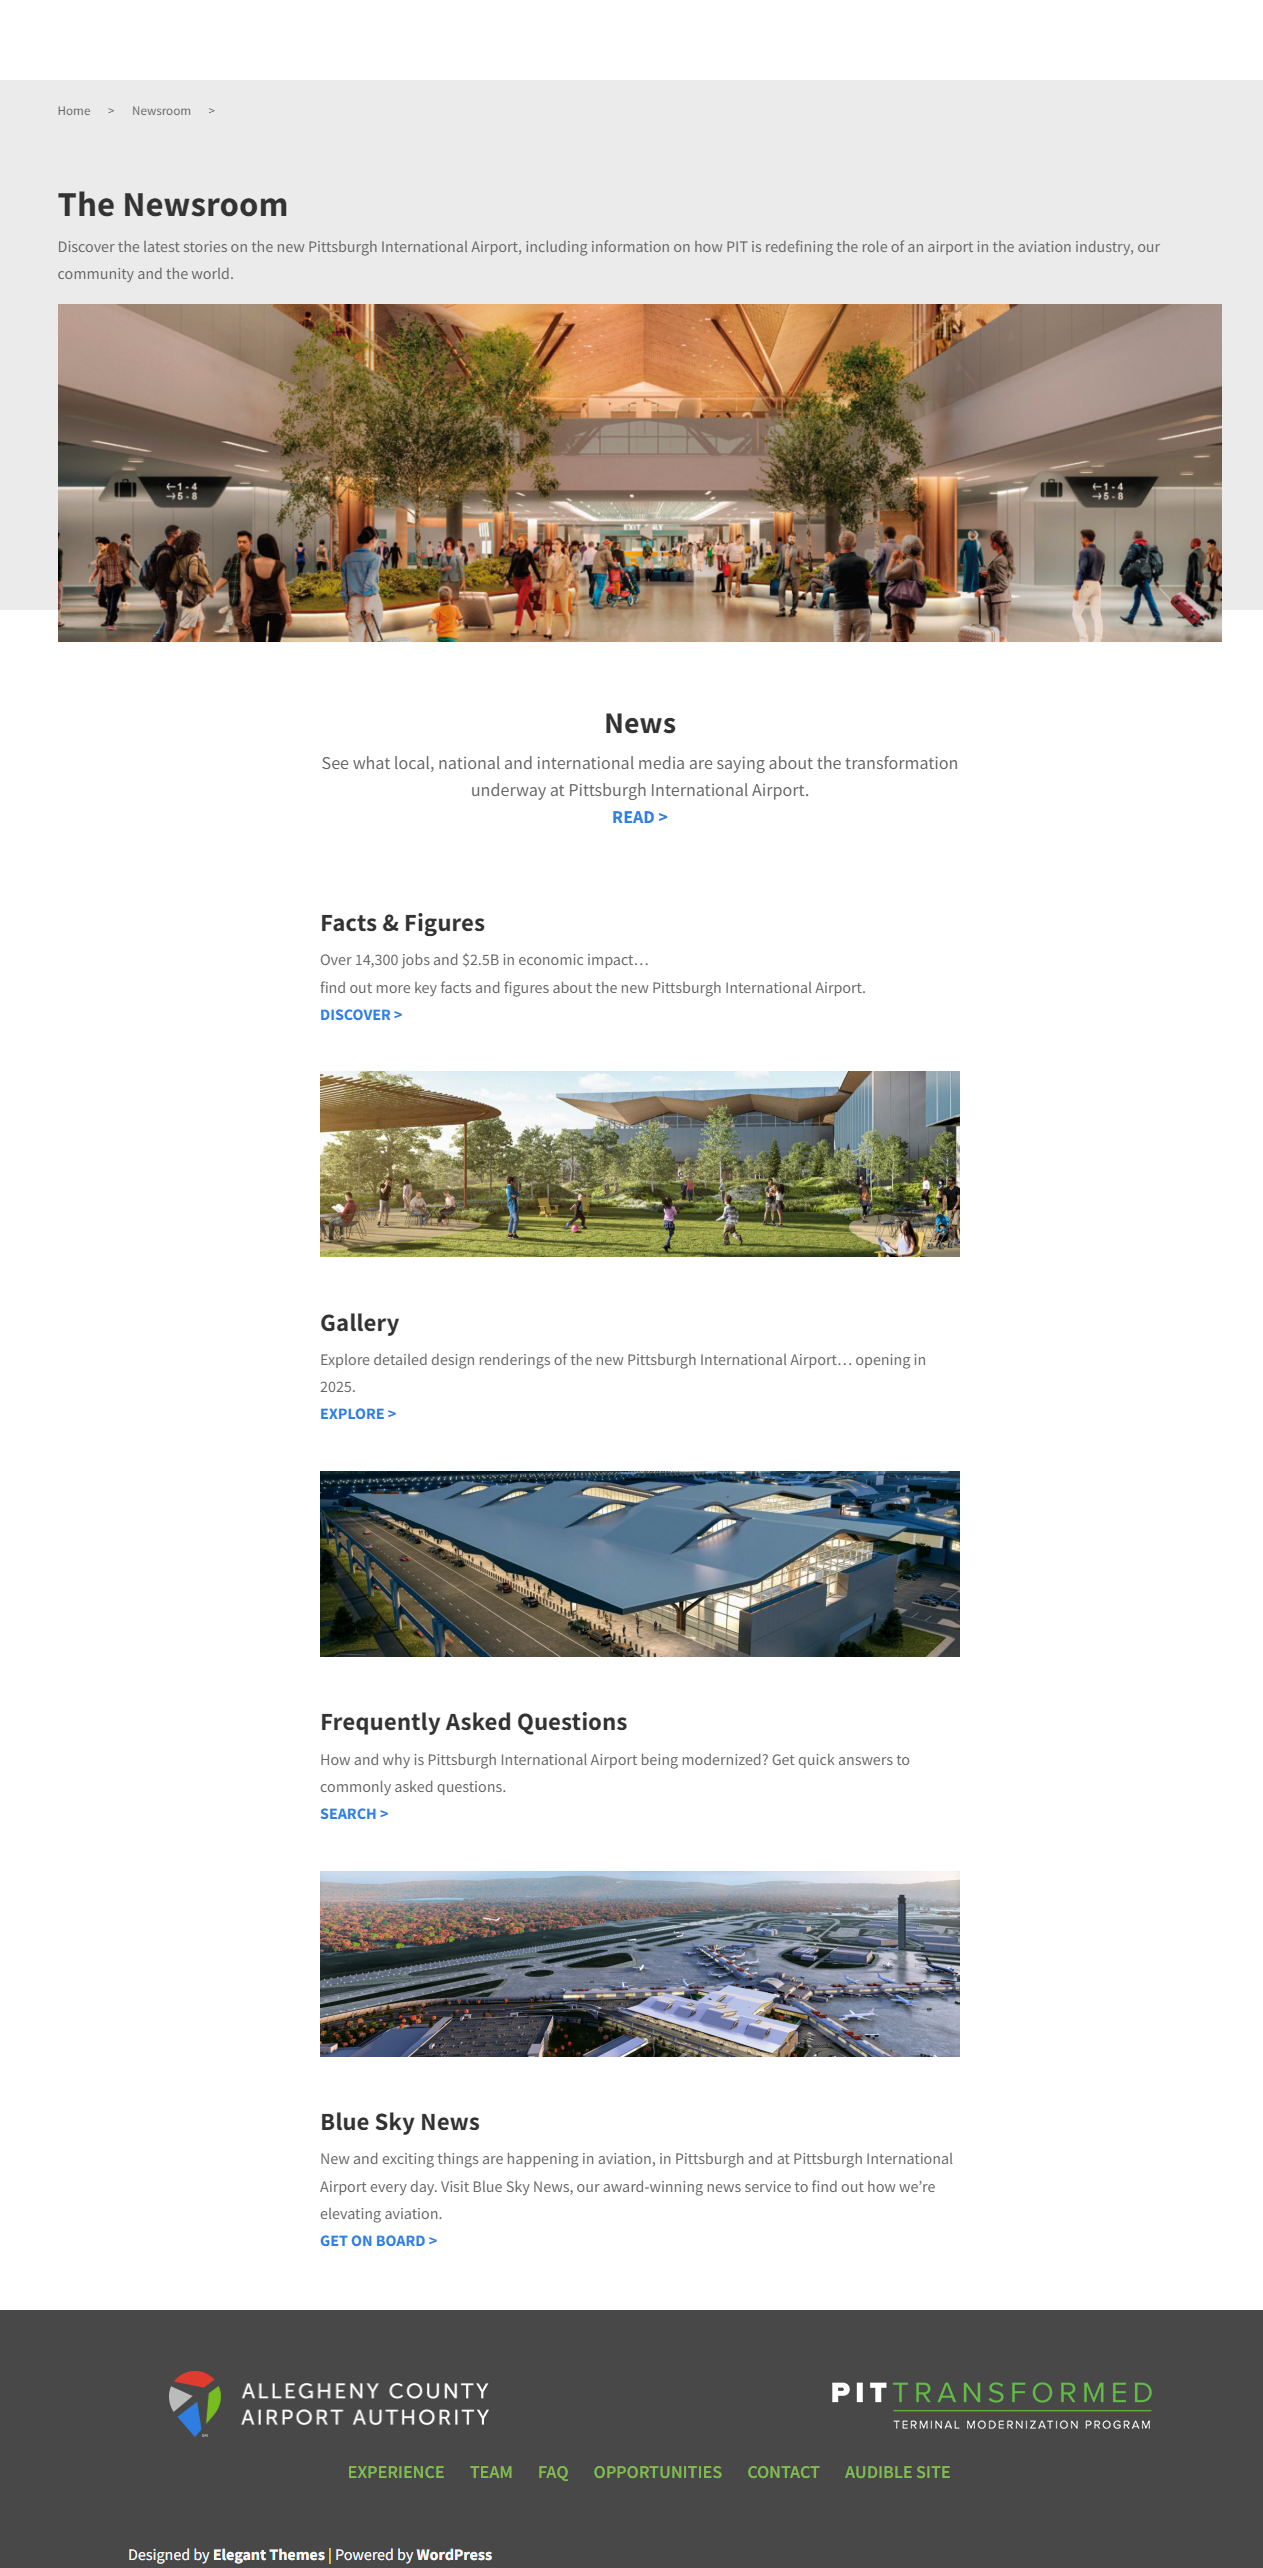 Home > Newsroom >
The Newsroom
Discover the latest stories on the new Pittsburgh International Airport, including information on how PIT is redefining the role of an airport in the aviation industry, our
community and the world.
←1-4
→5-8
←1-4
→5-8
News
See what local, national and international media are saying about the transformation
underway at Pittsburgh International Airport.
READ >
Facts & Figures
Over 14,300 jobs and $2.5B in economic impact…
find out more key facts and figures about the new Pittsburgh International Airport.
DISCOVER >
Gallery
Explore detailed design renderings of the new Pittsburgh International Airport… opening in
2025.
EXPLORE >
Frequently Asked Questions
How and why is Pittsburgh International Airport being modernized? Get quick answers to
commonly asked questions.
SEARCH >
Blue Sky News
New and exciting things are happening in aviation, in Pittsburgh and at Pittsburgh International
Airport every day. Visit Blue Sky News, our award-winning news service to find out how we’re
elevating aviation.
GET ON BOARD >
ALLEGHENY COUNTY
AIRPORT AUTHORITY
PITTRANSFORMED
TERMINAL MODERNIZATION PROGRAM
EXPERIENCE TEAM FAQ OPPORTUNITIES CONTACT AUDIBLE SITE
Designed by Elegant Themes | Powered by WordPress